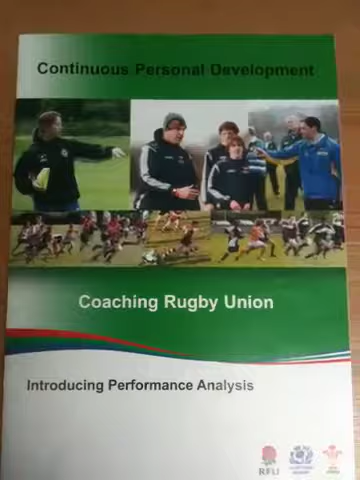 Continuous Personal Development
Coaching Rugby Union
Introducing Performance Analysis
RFU